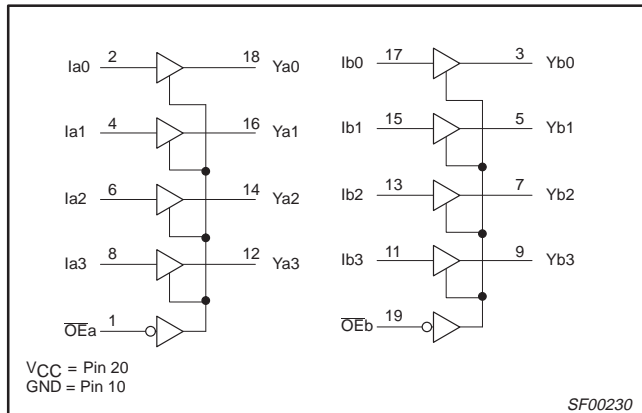 Ia0 2 18 Ya0
Ia1 4 16 Ya1
Ia2 6 14 Ya2
Ia3 8 12 Ya3
OEa 1
Ib0 17 3 Yb0
Ib1 15 5 Yb1
Ib2 13 7 Yb2
Ib3 11 9 Yb3
OEb 19
VCC = Pin 20
GND = Pin 10
SF00230